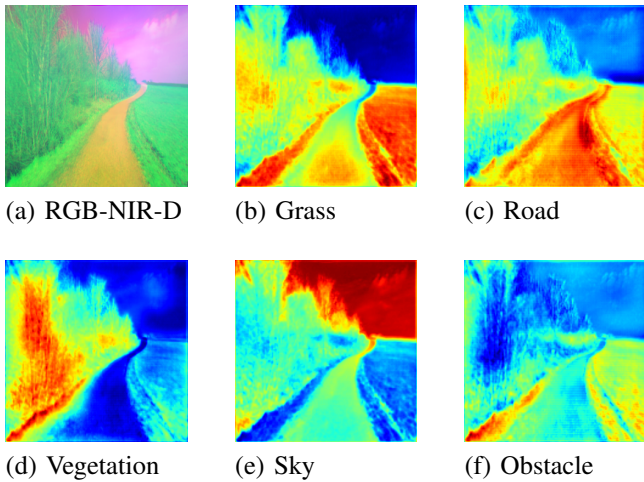 (a) RGB-NIR-D
(b) Grass
(c) Road
(d) Vegetation
(e) Sky
(f) Obstacle